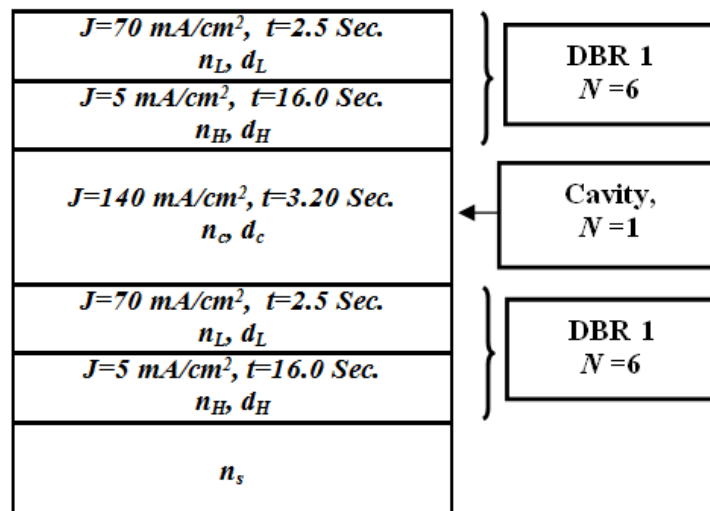 J=70 mA/cm², t=2.5 Sec.
n_L, d_L
J=5 mA/cm², t=16.0 Sec.
n_H, d_H
DBR 1
N=6
J=140 mA/cm², t=3.20 Sec.
n_c, d_c
Cavity,
N=1
J=70 mA/cm², t=2.5 Sec.
n_L, d_L
J=5 mA/cm², t=16.0 Sec.
n_H, d_H
DBR 1
N=6
n_s